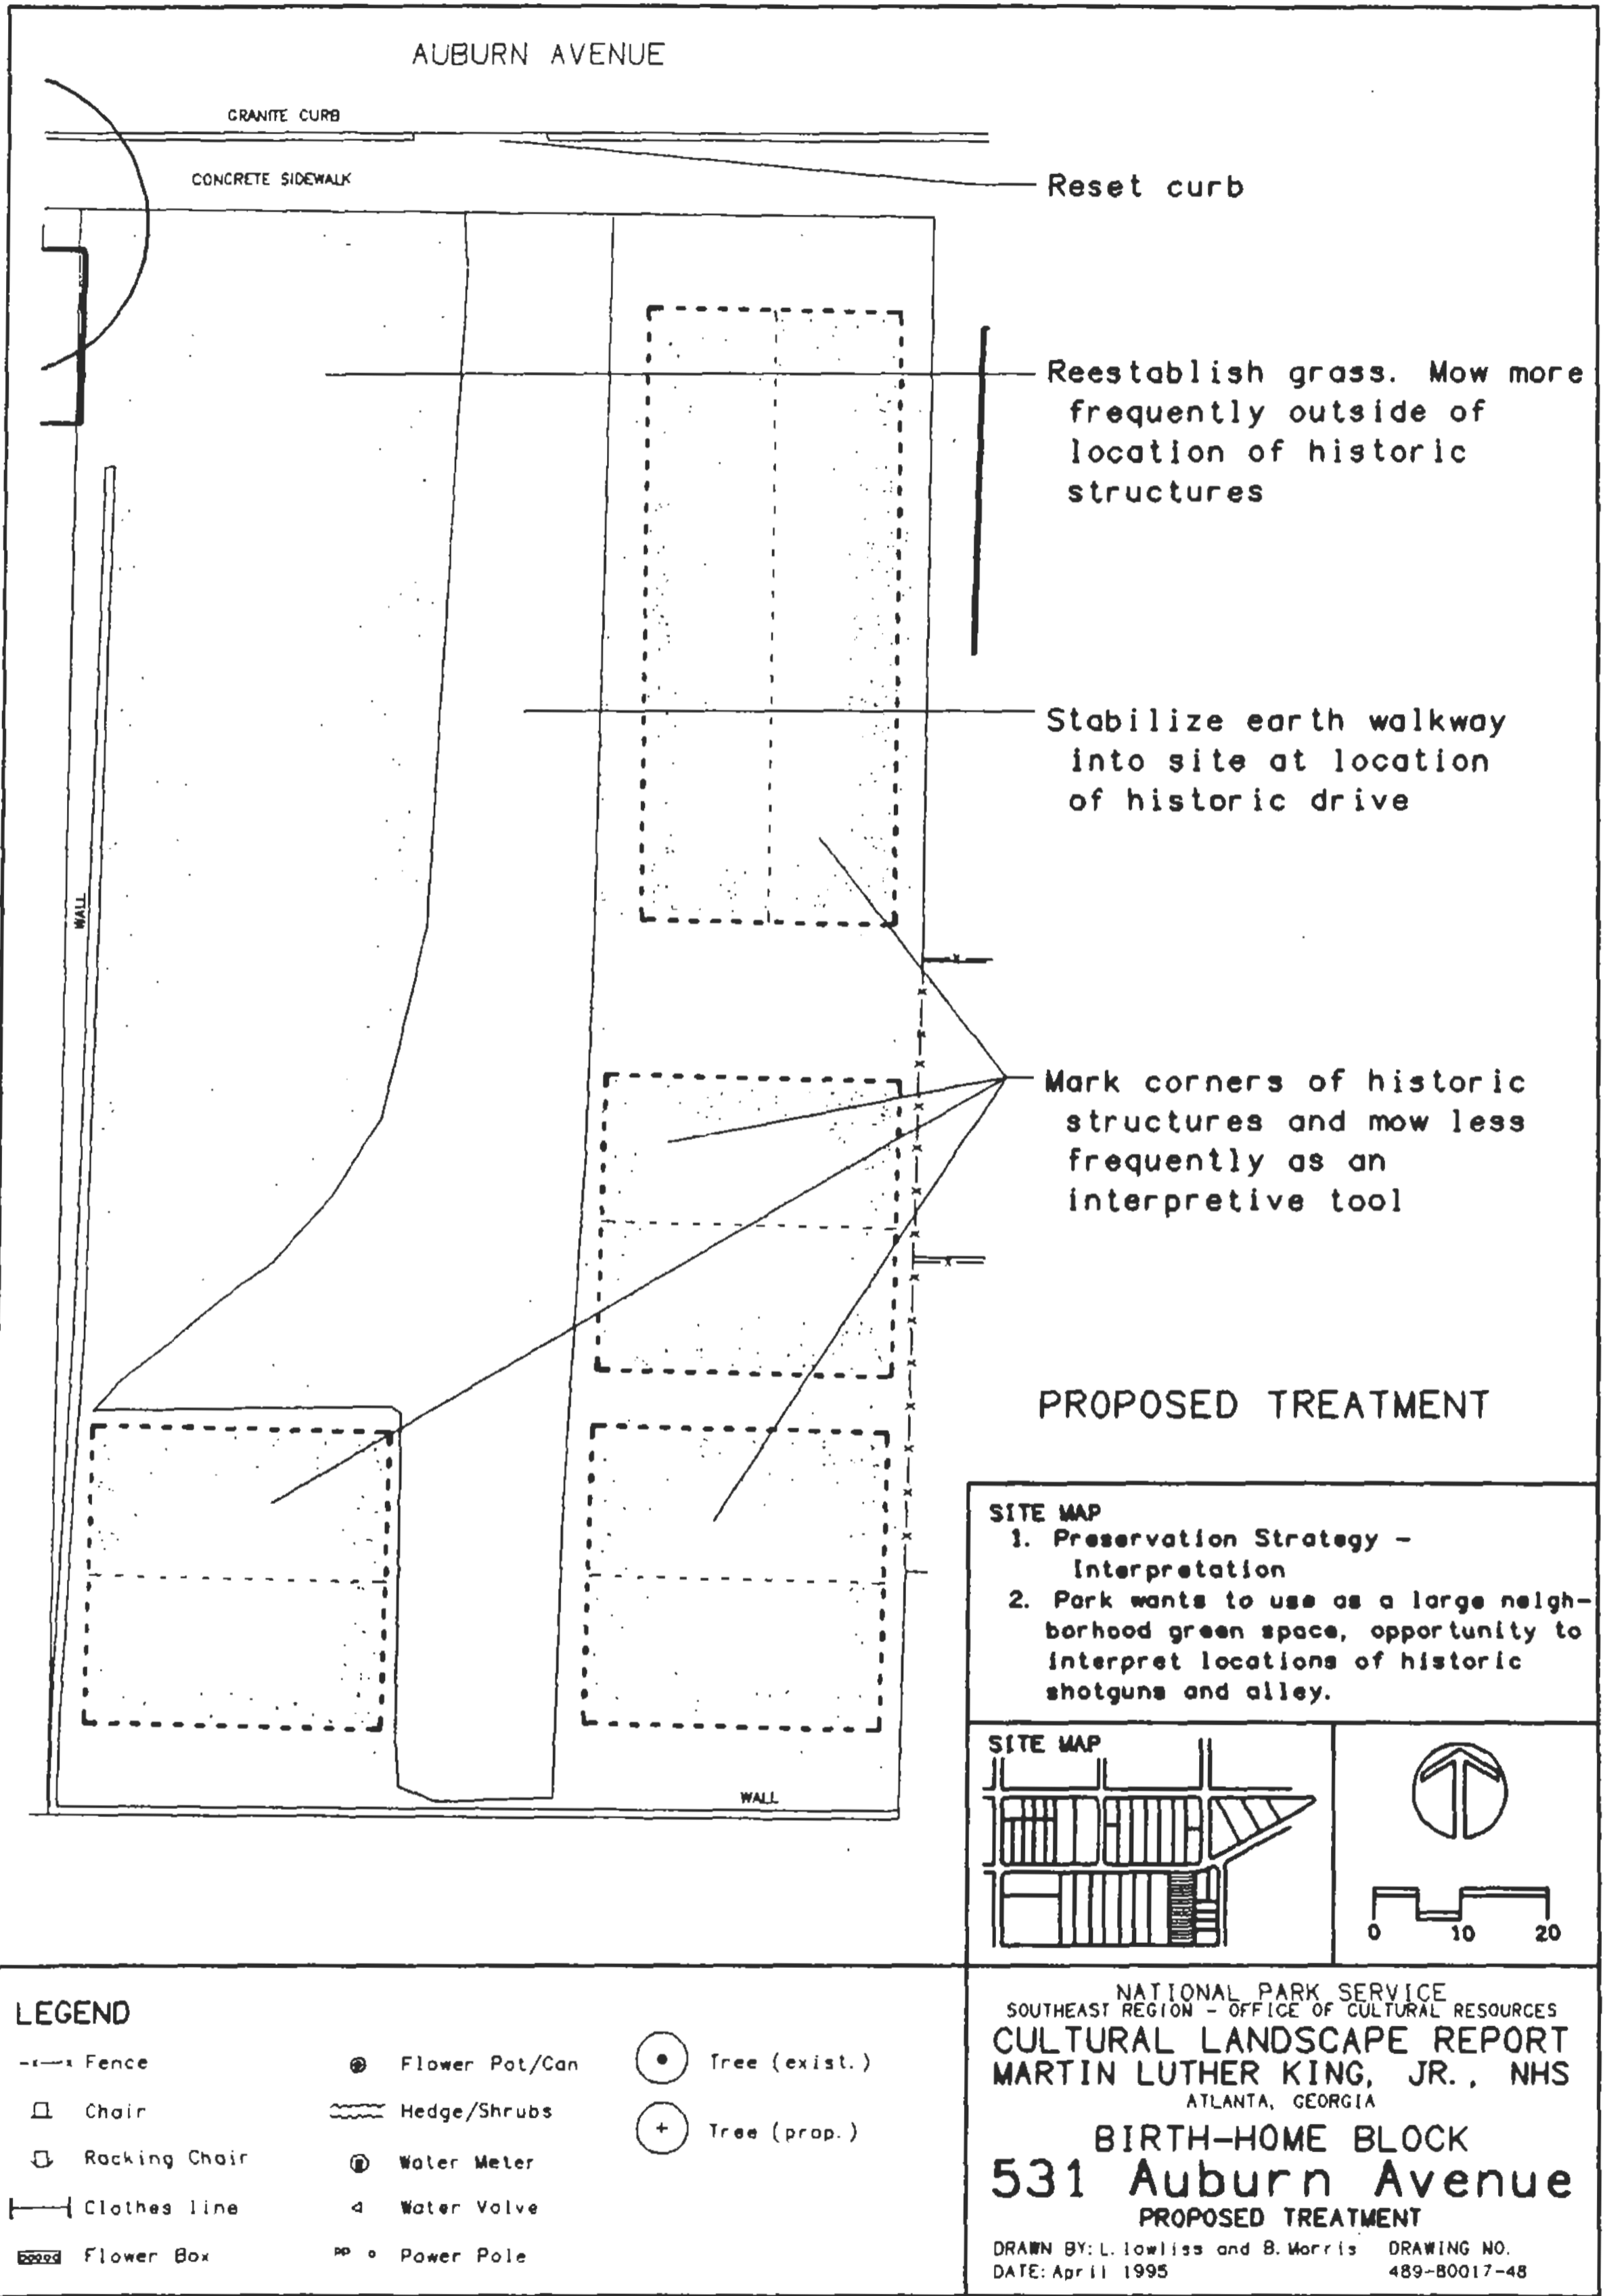 AUBURN AVENUE
GRANITE CURB
CONCRETE SIDEWALK
Reset curb
Reestablish grass. Mow more
frequently outside of
location of historic
structures
Stabilize earth walkway
into site at location
of historic drive
WALL
Mark corners of historic
structures and mow less
frequently as an
interpretive tool
PROPOSED TREATMENT
SITE MAP
1. Preservation Strategy -
Interpretation
2. Park wants to use as a large neigh-
borhood green space, opportunity to
interpret locations of historic
shotguns and alley.
SITE MAP
WALL
0 10 20
LEGEND
Fence
Chair
Rocking Chair
Clothes line
Flower Box
Flower Pot/Can
Hedge/Shrubs
Water Meter
Water Valve
PP Power Pole
Tree (exist.)
Tree (prop.)
NATIONAL PARK SERVICE
SOUTHEAST REGION - OFFICE OF CULTURAL RESOURCES
CULTURAL LANDSCAPE REPORT
MARTIN LUTHER KING, JR., NHS
ATLANTA, GEORGIA
BIRTH-HOME BLOCK
531 Auburn Avenue
PROPOSED TREATMENT
DRAWN BY: L. lawliss and B. Morris DRAWING NO.
DATE: April 1995 489-80017-48